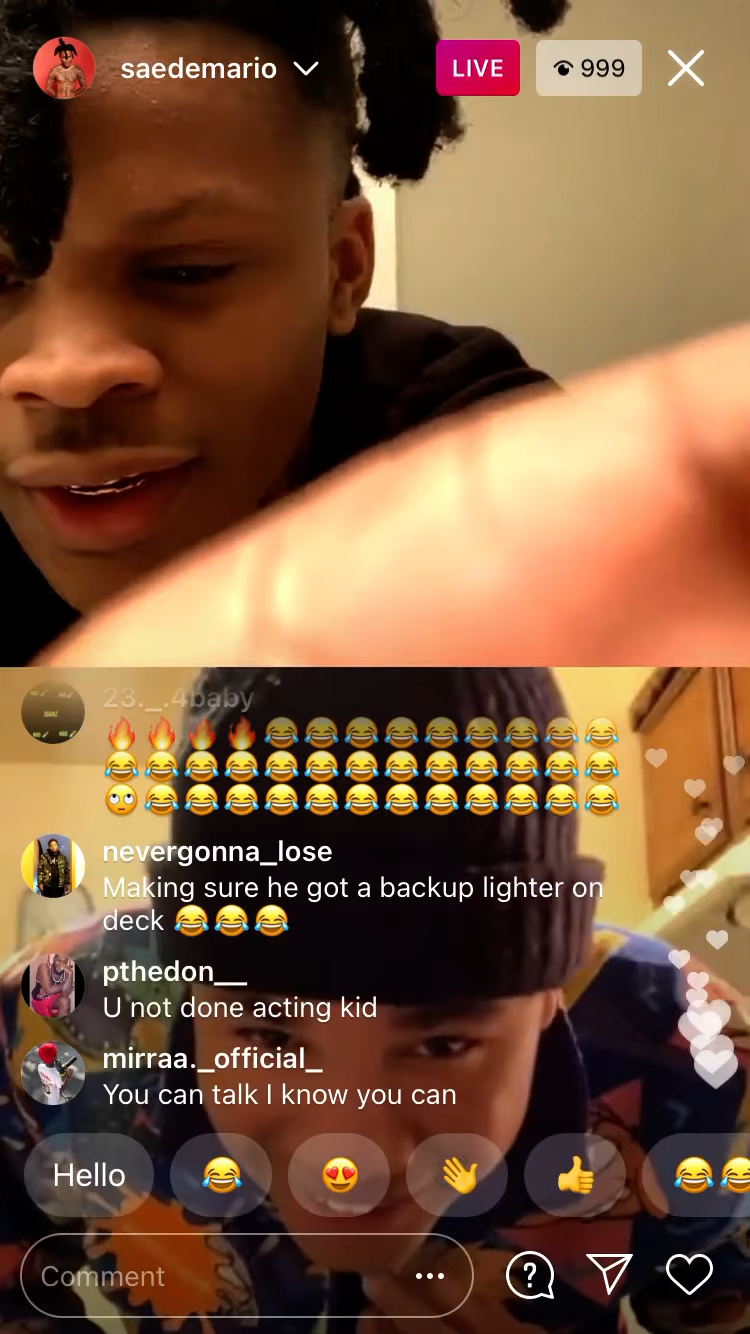 saedemario
LIVE
999
23._.4baby
🔥🔥🔥🔥😂😂😂😂😂😂😂😂😂
😂😂😂😂😂😂😂😂😂😂😂😂😂
🙄😂😂😂😂😂😂😂😂😂😂😂😂
nevergonna_lose
Making sure he got a backup lighter on
deck 😂😂😂
pthedon__
U not done acting kid
mirraa._official_
You can talk I know you can
Hello 😂 😍 👋 👍 😂😂
Comment